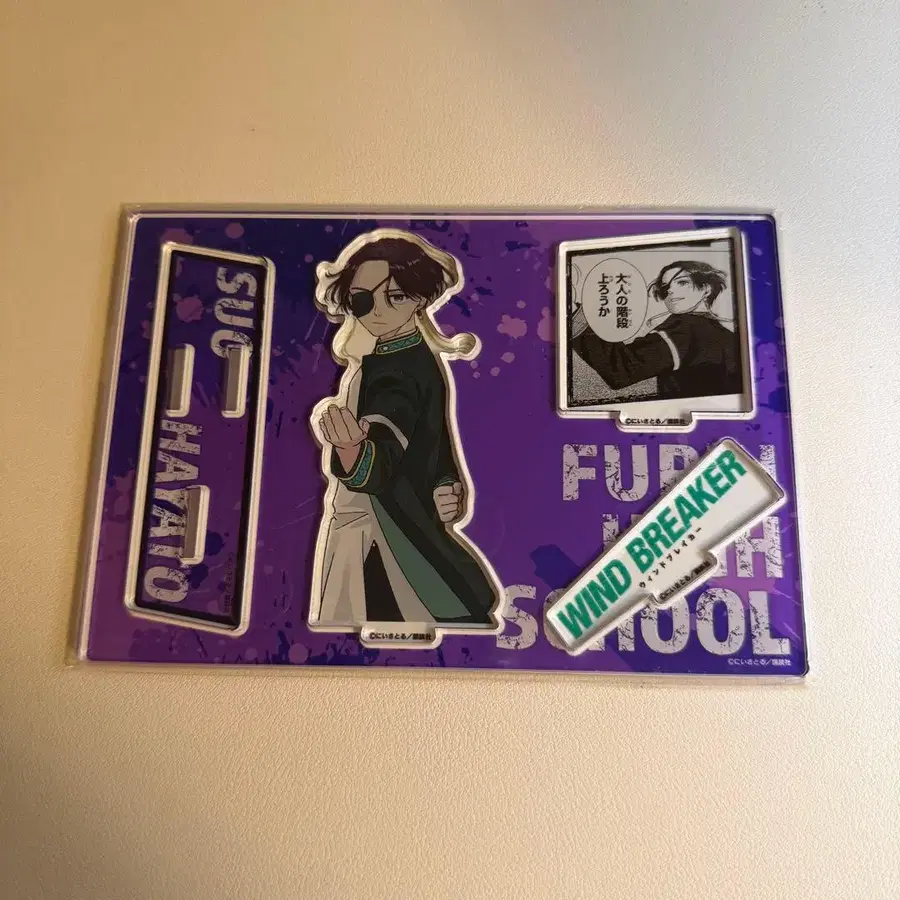 SUO
HAYATO
大人の階段
上ろうか
©にいさとる／講談社
©にいさとる／講談社
WIND BREAKER
ウィンドブレイカー
©にいさとる／講談社
SCHOOL
©にいさとる／講談社